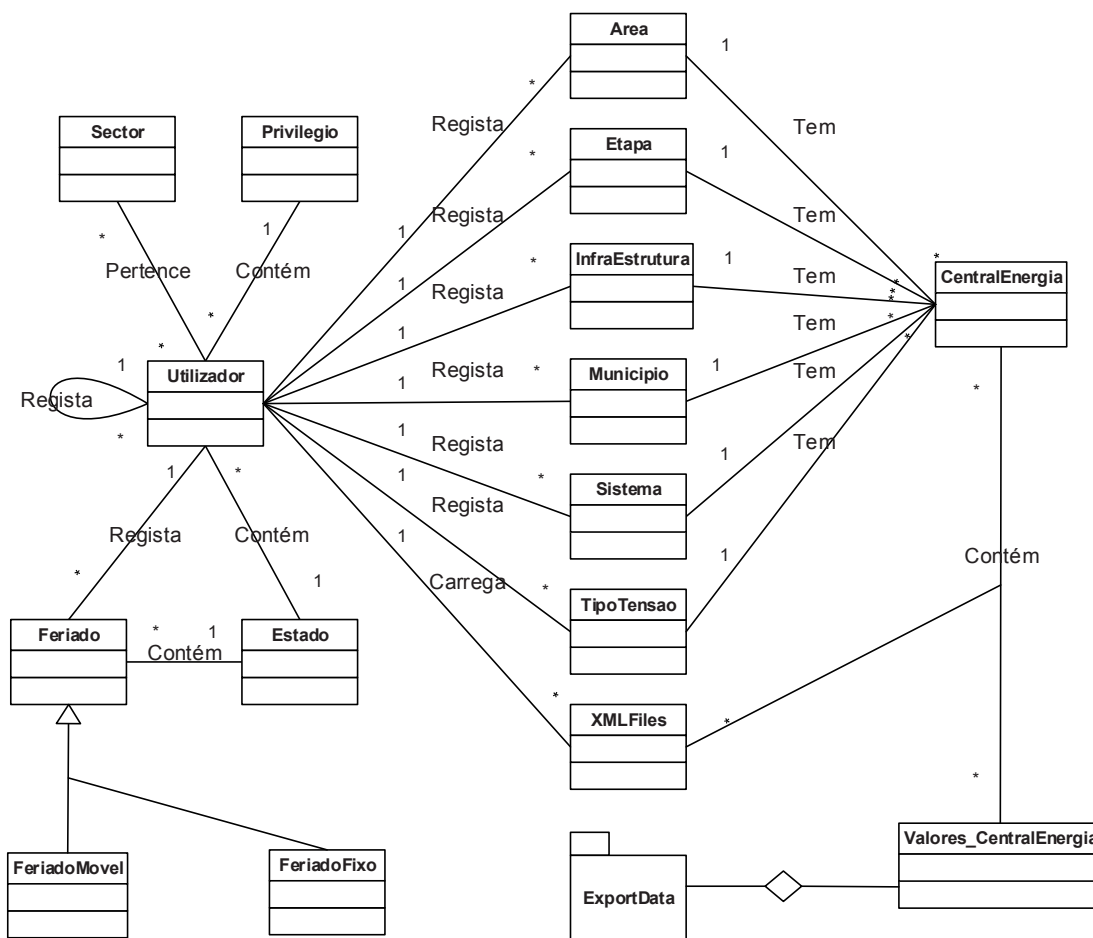 Area
1
*
Regista
Tem
Sector
Privilegio
Etapa
*
1
Regista
Tem
*
1
1
Pertence
Contém
InfraEstrutura
*
1
1
Regista
Tem
*
CentralEnergia
*
*
*
*
*
*
1
Tem
*
*
1
Utilizador
Regista
*
Municipio
1
Regista
1
Tem
*
*
1
Regista
1
Tem
1
*
1
*
Sistema
Regista
Regista
Contém
1
Contém
*
1
Carrega
*
TipoTensao
1
Feriado
*
1
Contém
Estado
*
XMLFiles
*
*
FeriadoMovel
FeriadoFixo
ExportData
Valores_CentralEnergia